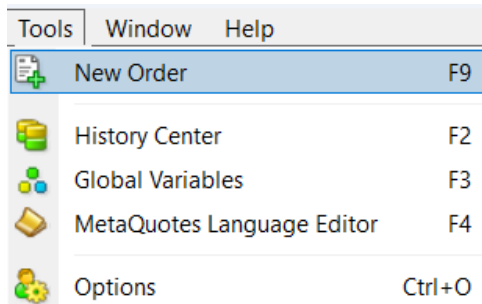 Tools Window Help
New Order F9
History Center F2
Global Variables F3
MetaQuotes Language Editor F4
Options Ctrl+O